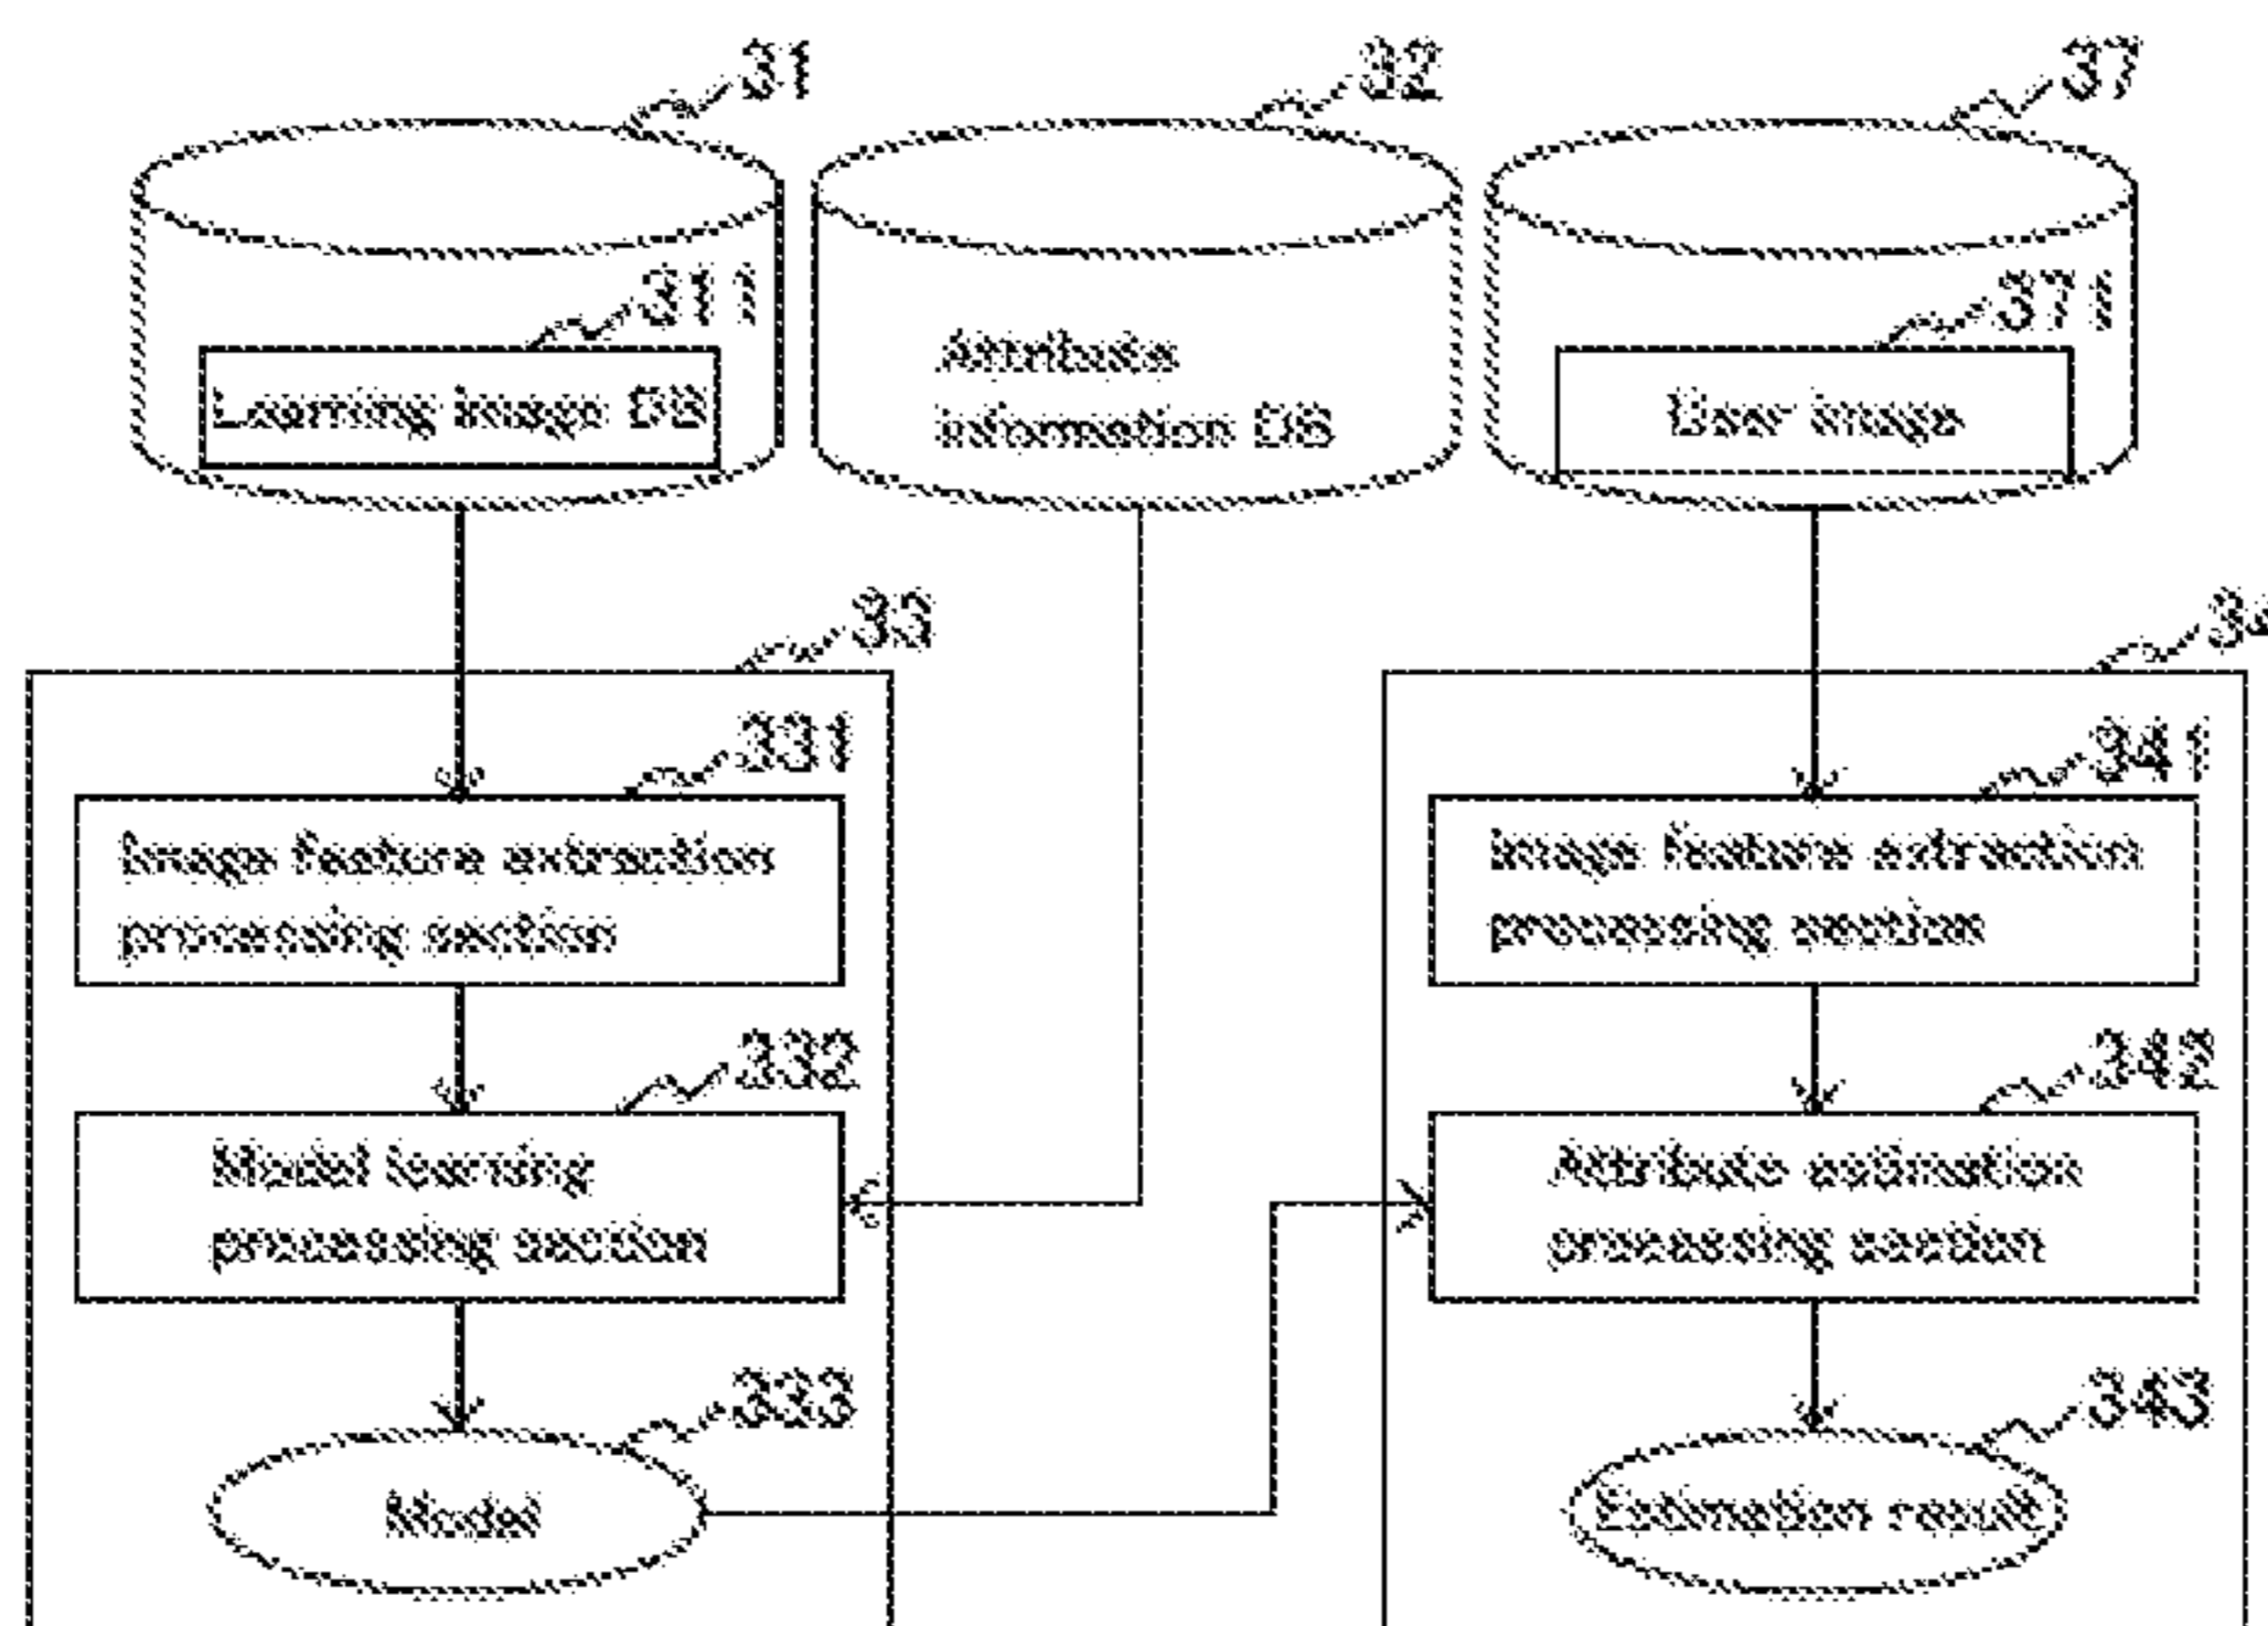 31
32
37
311
371
Learning image DB
Attribute
information DB
User image
33
331
341
Image feature extraction
processing section
Image feature extraction
processing section
332
342
Model learning
processing section
Attribute estimation
processing section
333
343
Model
Estimation result